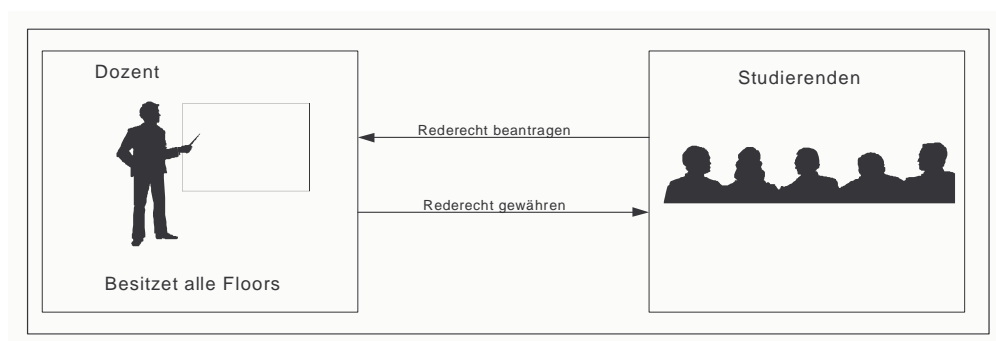 Dozent
Besitzet alle Floors
Rederecht beantragen
Rederecht gewähren
Studierenden